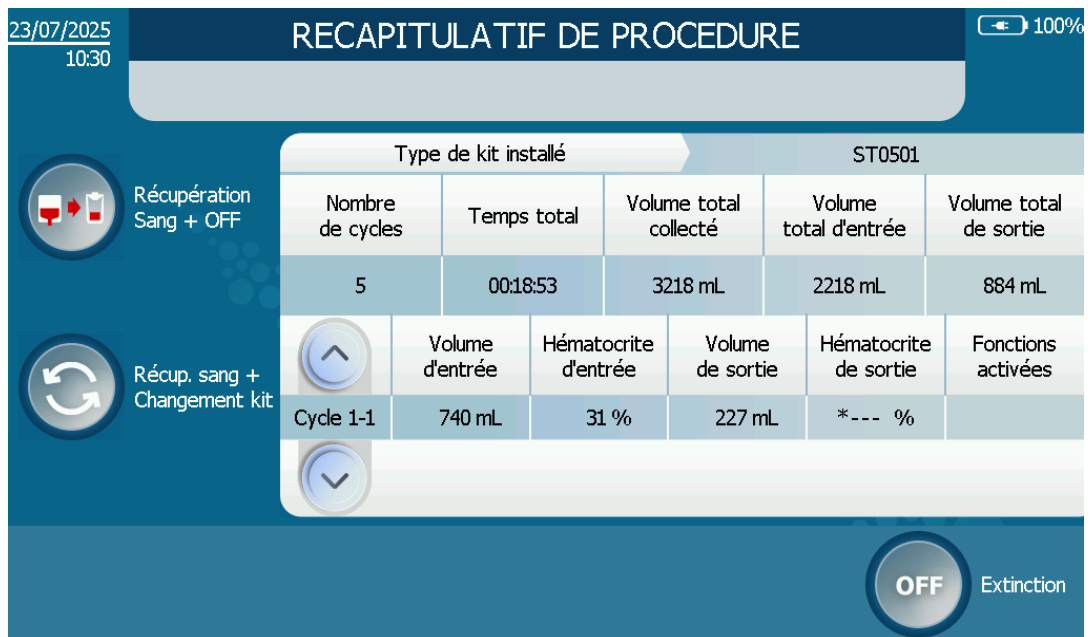 23/07/2025
10:30
RECAPITULATIF DE PROCEDURE
100%
Type de kit installé
ST0501
Récupération
Sang + OFF
Nombre
de cycles
Temps total
Volume total
collecté
Volume
total d'entrée
Volume total
de sortie
5
00:18:53
3218 mL
2218 mL
884 mL
Récup. sang +
Changement kit
Volume
d'entrée
Hématocrite
d'entrée
Volume
de sortie
Hématocrite
de sortie
Fonctions
activées
Cycle 1-1
740 mL
31 %
227 mL
*--- %
OFF
Extinction